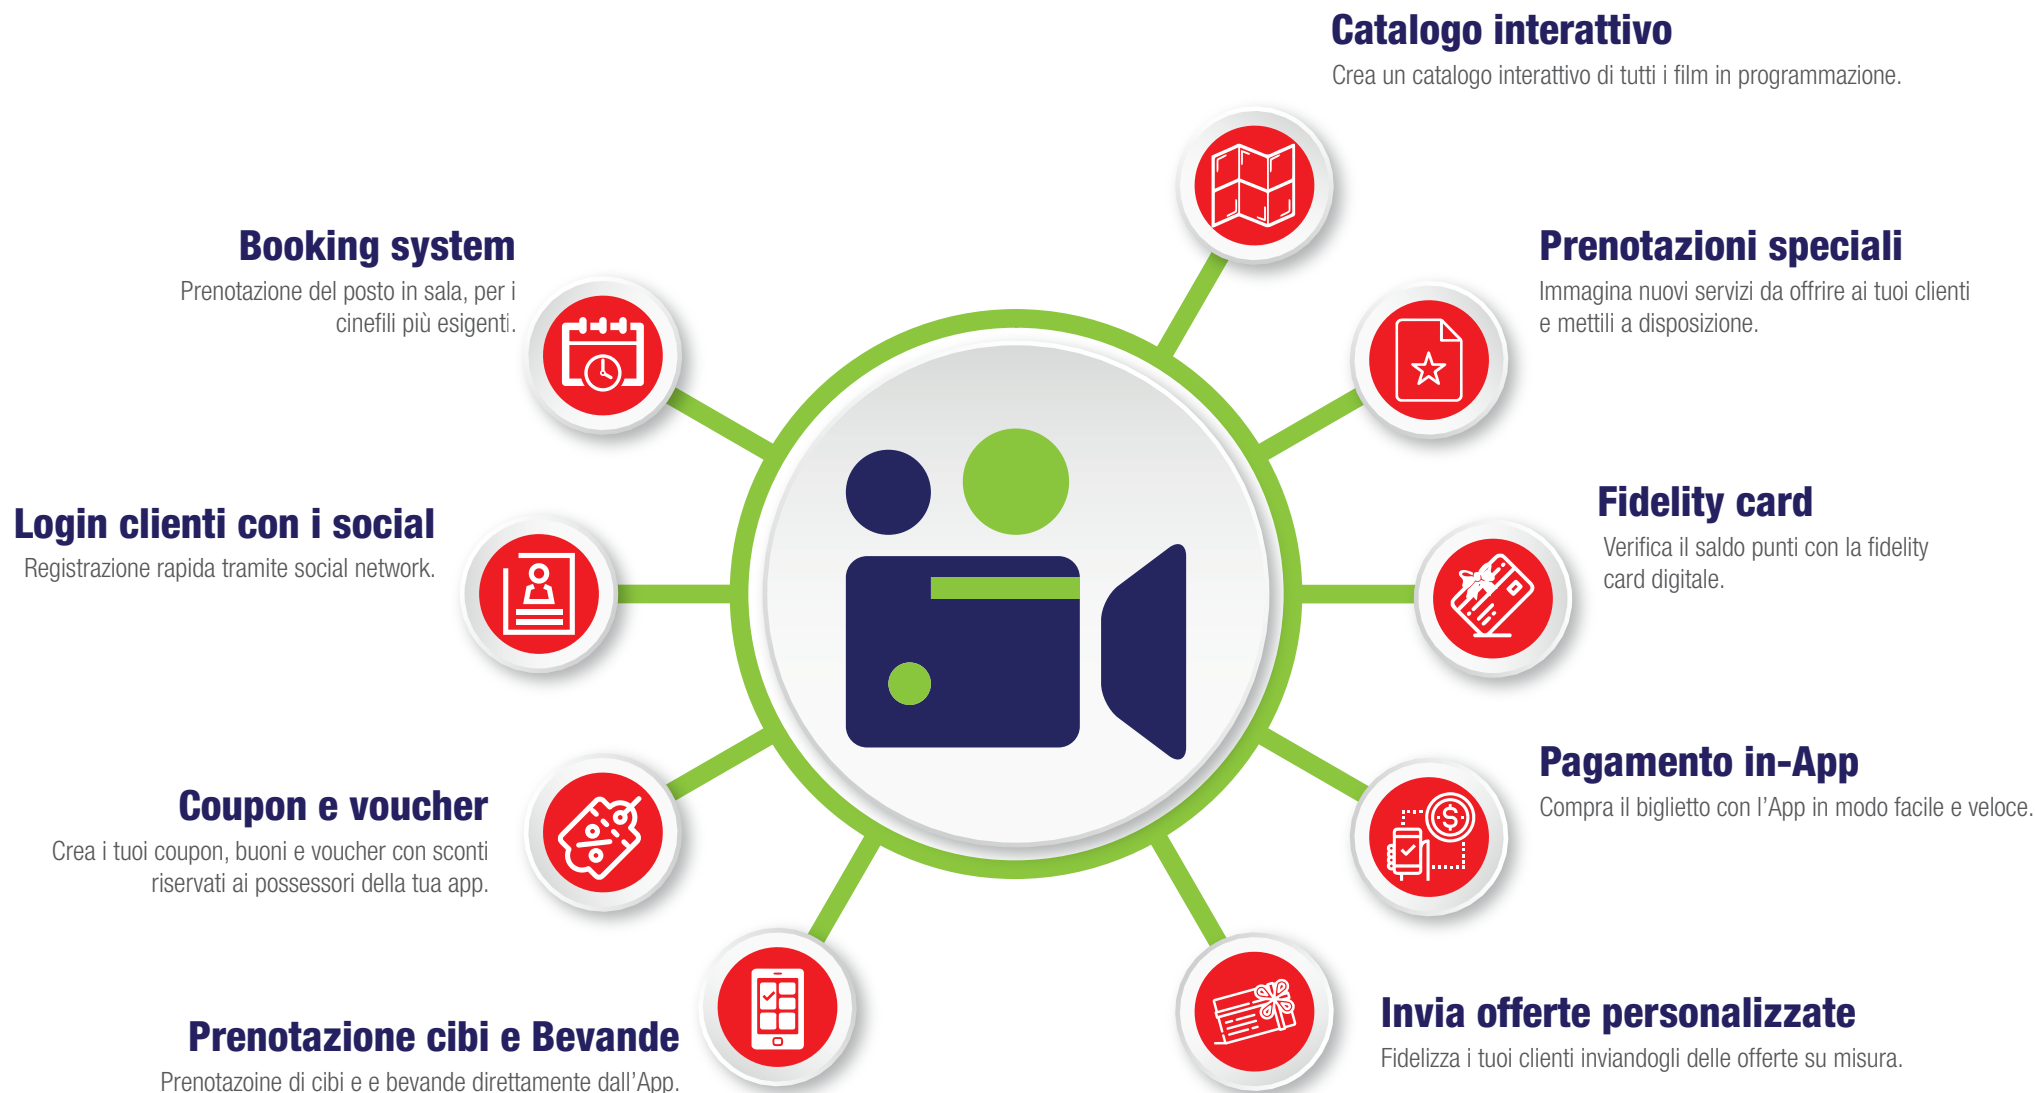 Catalogo interattivo
Crea un catalogo interattivo di tutti i film in programmazione.
Booking system
Prenotazione del posto in sala, per i
cinefili più esigenti.
Prenotazioni speciali
Immagina nuovi servizi da offrire ai tuoi clienti
e mettili a disposizione.
Login clienti con i social
Registrazione rapida tramite social network.
Fidelity card
Verifica il saldo punti con la fidelity
card digitale.
Coupon e voucher
Crea i tuoi coupon, buoni e voucher con sconti
riservati ai possessori della tua app.
Pagamento in-App
Compra il biglietto con l'App in modo facile e veloce.
$
Prenotazione cibi e Bevande
Prenotazoine di cibi e e bevande direttamente dall'App.
Invia offerte personalizzate
Fidelizza i tuoi clienti inviandogli delle offerte su misura.